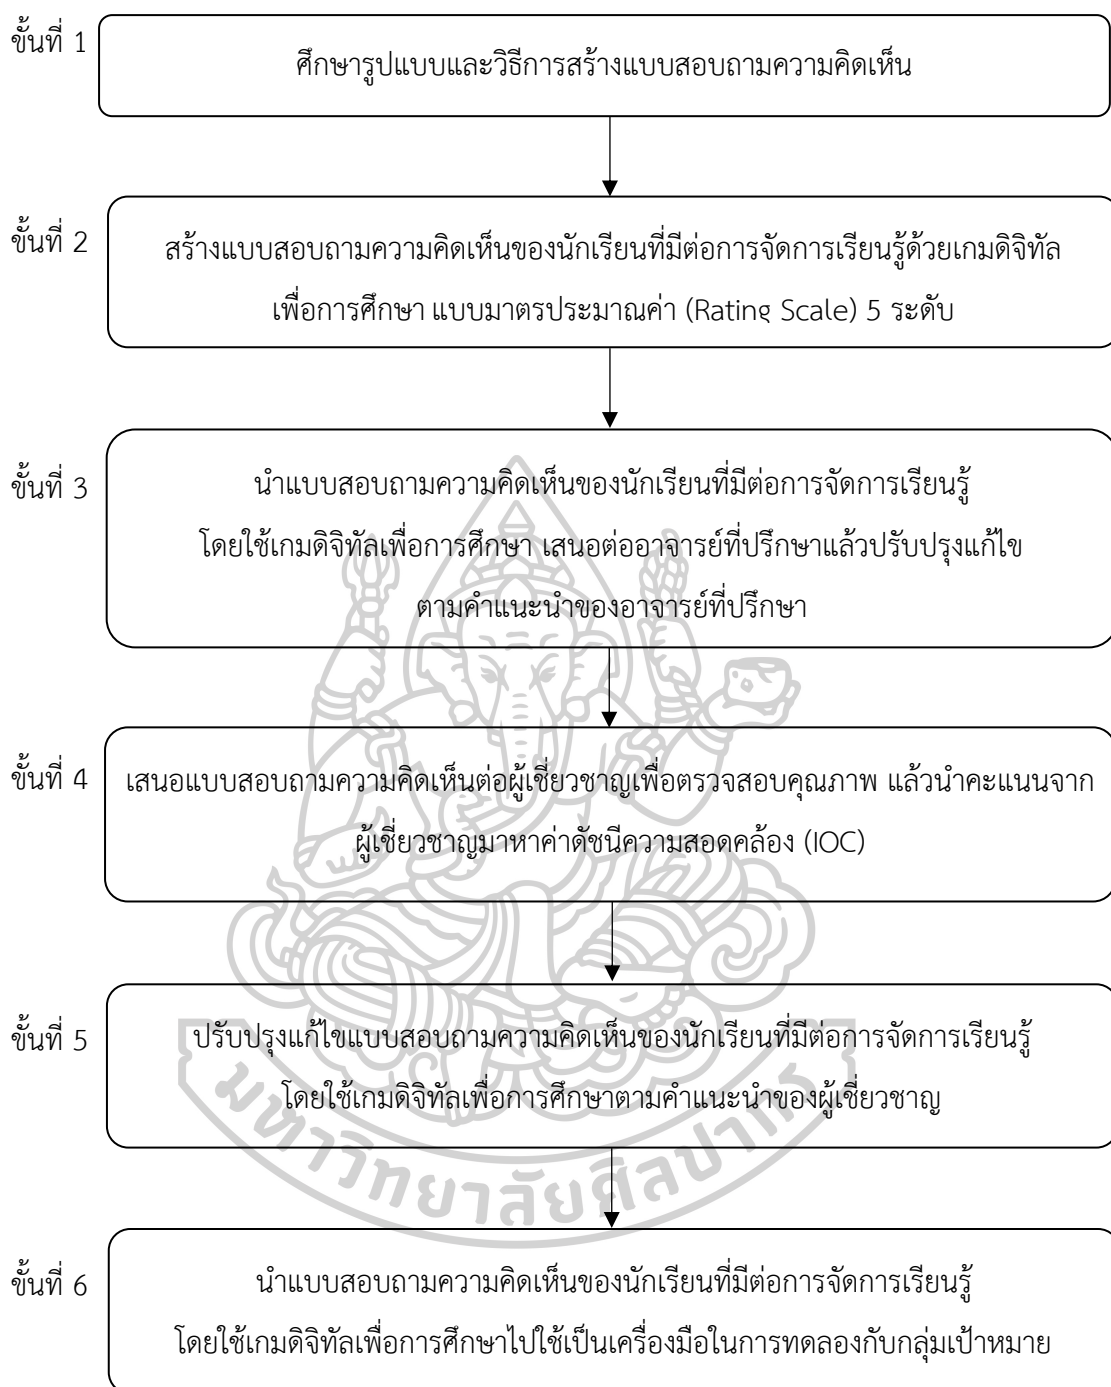 ขั้นที่ 1
ศึกษารูปแบบและวิธีการสร้างแบบสอบถามความคิดเห็น
ขั้นที่ 2
สร้างแบบสอบถามความคิดเห็นของนักเรียนที่มีต่อการจัดการเรียนรู้ด้วยเกมดิจิทัล
เพื่อการศึกษา แบบมาตรประมาณค่า (Rating Scale) 5 ระดับ
ขั้นที่ 3
นำแบบสอบถามความคิดเห็นของนักเรียนที่มีต่อการจัดการเรียนรู้
โดยใช้เกมดิจิทัลเพื่อการศึกษา เสนอต่ออาจารย์ที่ปรึกษาแล้วปรับปรุงแก้ไข
ตามคำแนะนำของอาจารย์ที่ปรึกษา
ขั้นที่ 4
เสนอแบบสอบถามความคิดเห็นต่อผู้เชี่ยวชาญเพื่อตรวจสอบคุณภาพ แล้วนำคะแนนจาก
ผู้เชี่ยวชาญมาหาค่าดัชนีความสอดคล้อง (IOC)
ขั้นที่ 5
ปรับปรุงแก้ไขแบบสอบถามความคิดเห็นของนักเรียนที่มีต่อการจัดการเรียนรู้
โดยใช้เกมดิจิทัลเพื่อการศึกษาตามคำแนะนำของผู้เชี่ยวชาญ
มหาวิทยาลัยศิลปากร
ขั้นที่ 6
นำแบบสอบถามความคิดเห็นของนักเรียนที่มีต่อการจัดการเรียนรู้
โดยใช้เกมดิจิทัลเพื่อการศึกษาไปใช้เป็นเครื่องมือในการทดลองกับกลุ่มเป้าหมาย